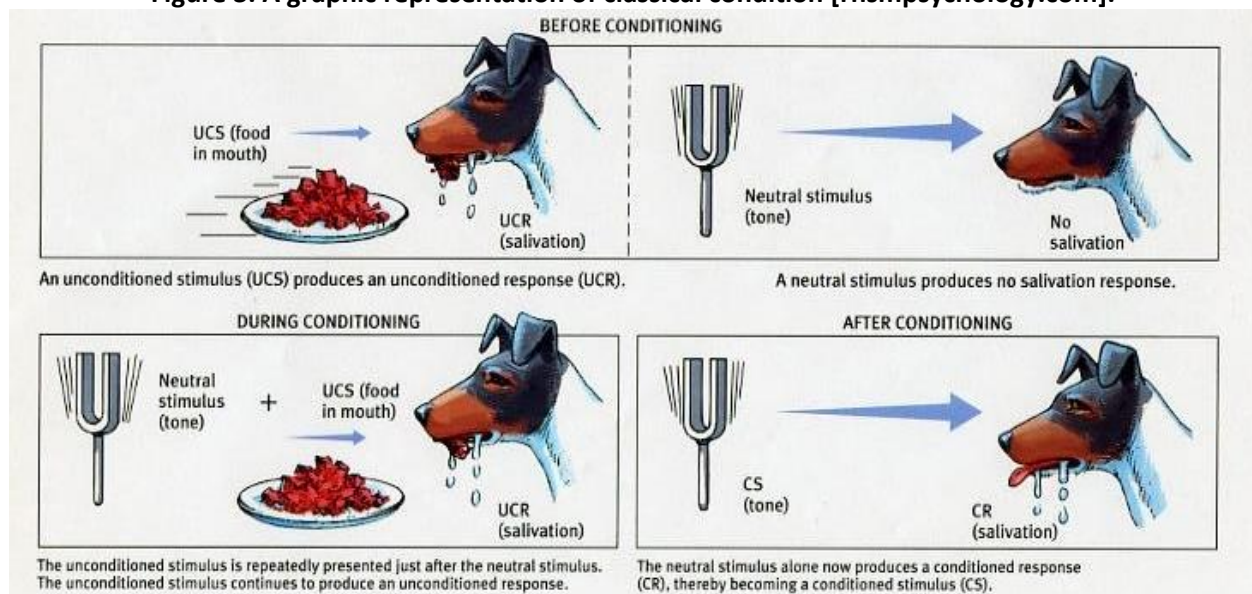 BEFORE CONDITIONING
UCS (food
in mouth)
UCR
(salivation)
Neutral stimulus
(tone)
No
salivation
An unconditioned stimulus (UCS) produces an unconditioned response (UCR).
A neutral stimulus produces no salivation response.
DURING CONDITIONING
Neutral
stimulus
(tone)
+
UCS (food
in mouth)
UCR
(salivation)
The unconditioned stimulus is repeatedly presented just after the neutral stimulus.
The unconditioned stimulus continues to produce an unconditioned response.
AFTER CONDITIONING
CS
(tone)
CR
(salivation)
The neutral stimulus alone now produces a conditioned response
(CR), thereby becoming a conditioned stimulus (CS).